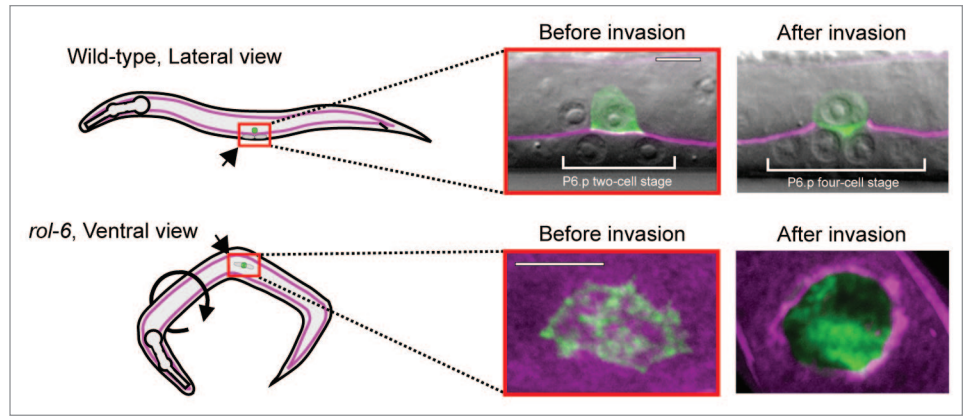 Wild-type, Lateral view
Before invasion
After invasion
P6.p two-cell stage
P6.p four-cell stage
rol-6, Ventral view
Before invasion
After invasion